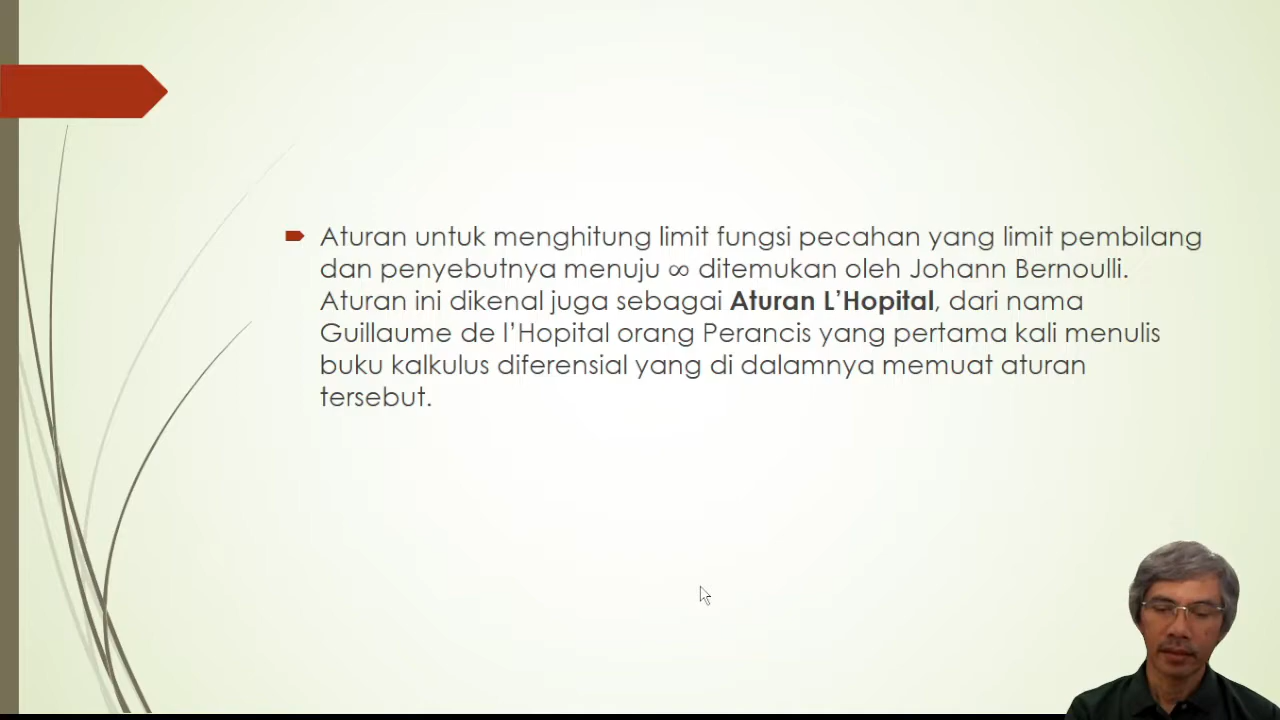 Aturan untuk menghitung limit fungsi pecahan yang limit pembilang
dan penyebutnya menuju ∞ ditemukan oleh Johann Bernoulli.
Aturan ini dikenal juga sebagai Aturan L’Hopital, dari nama
Guillaume de l’Hopital orang Perancis yang pertama kali menulis
buku kalkulus diferensial yang di dalamnya memuat aturan
tersebut.